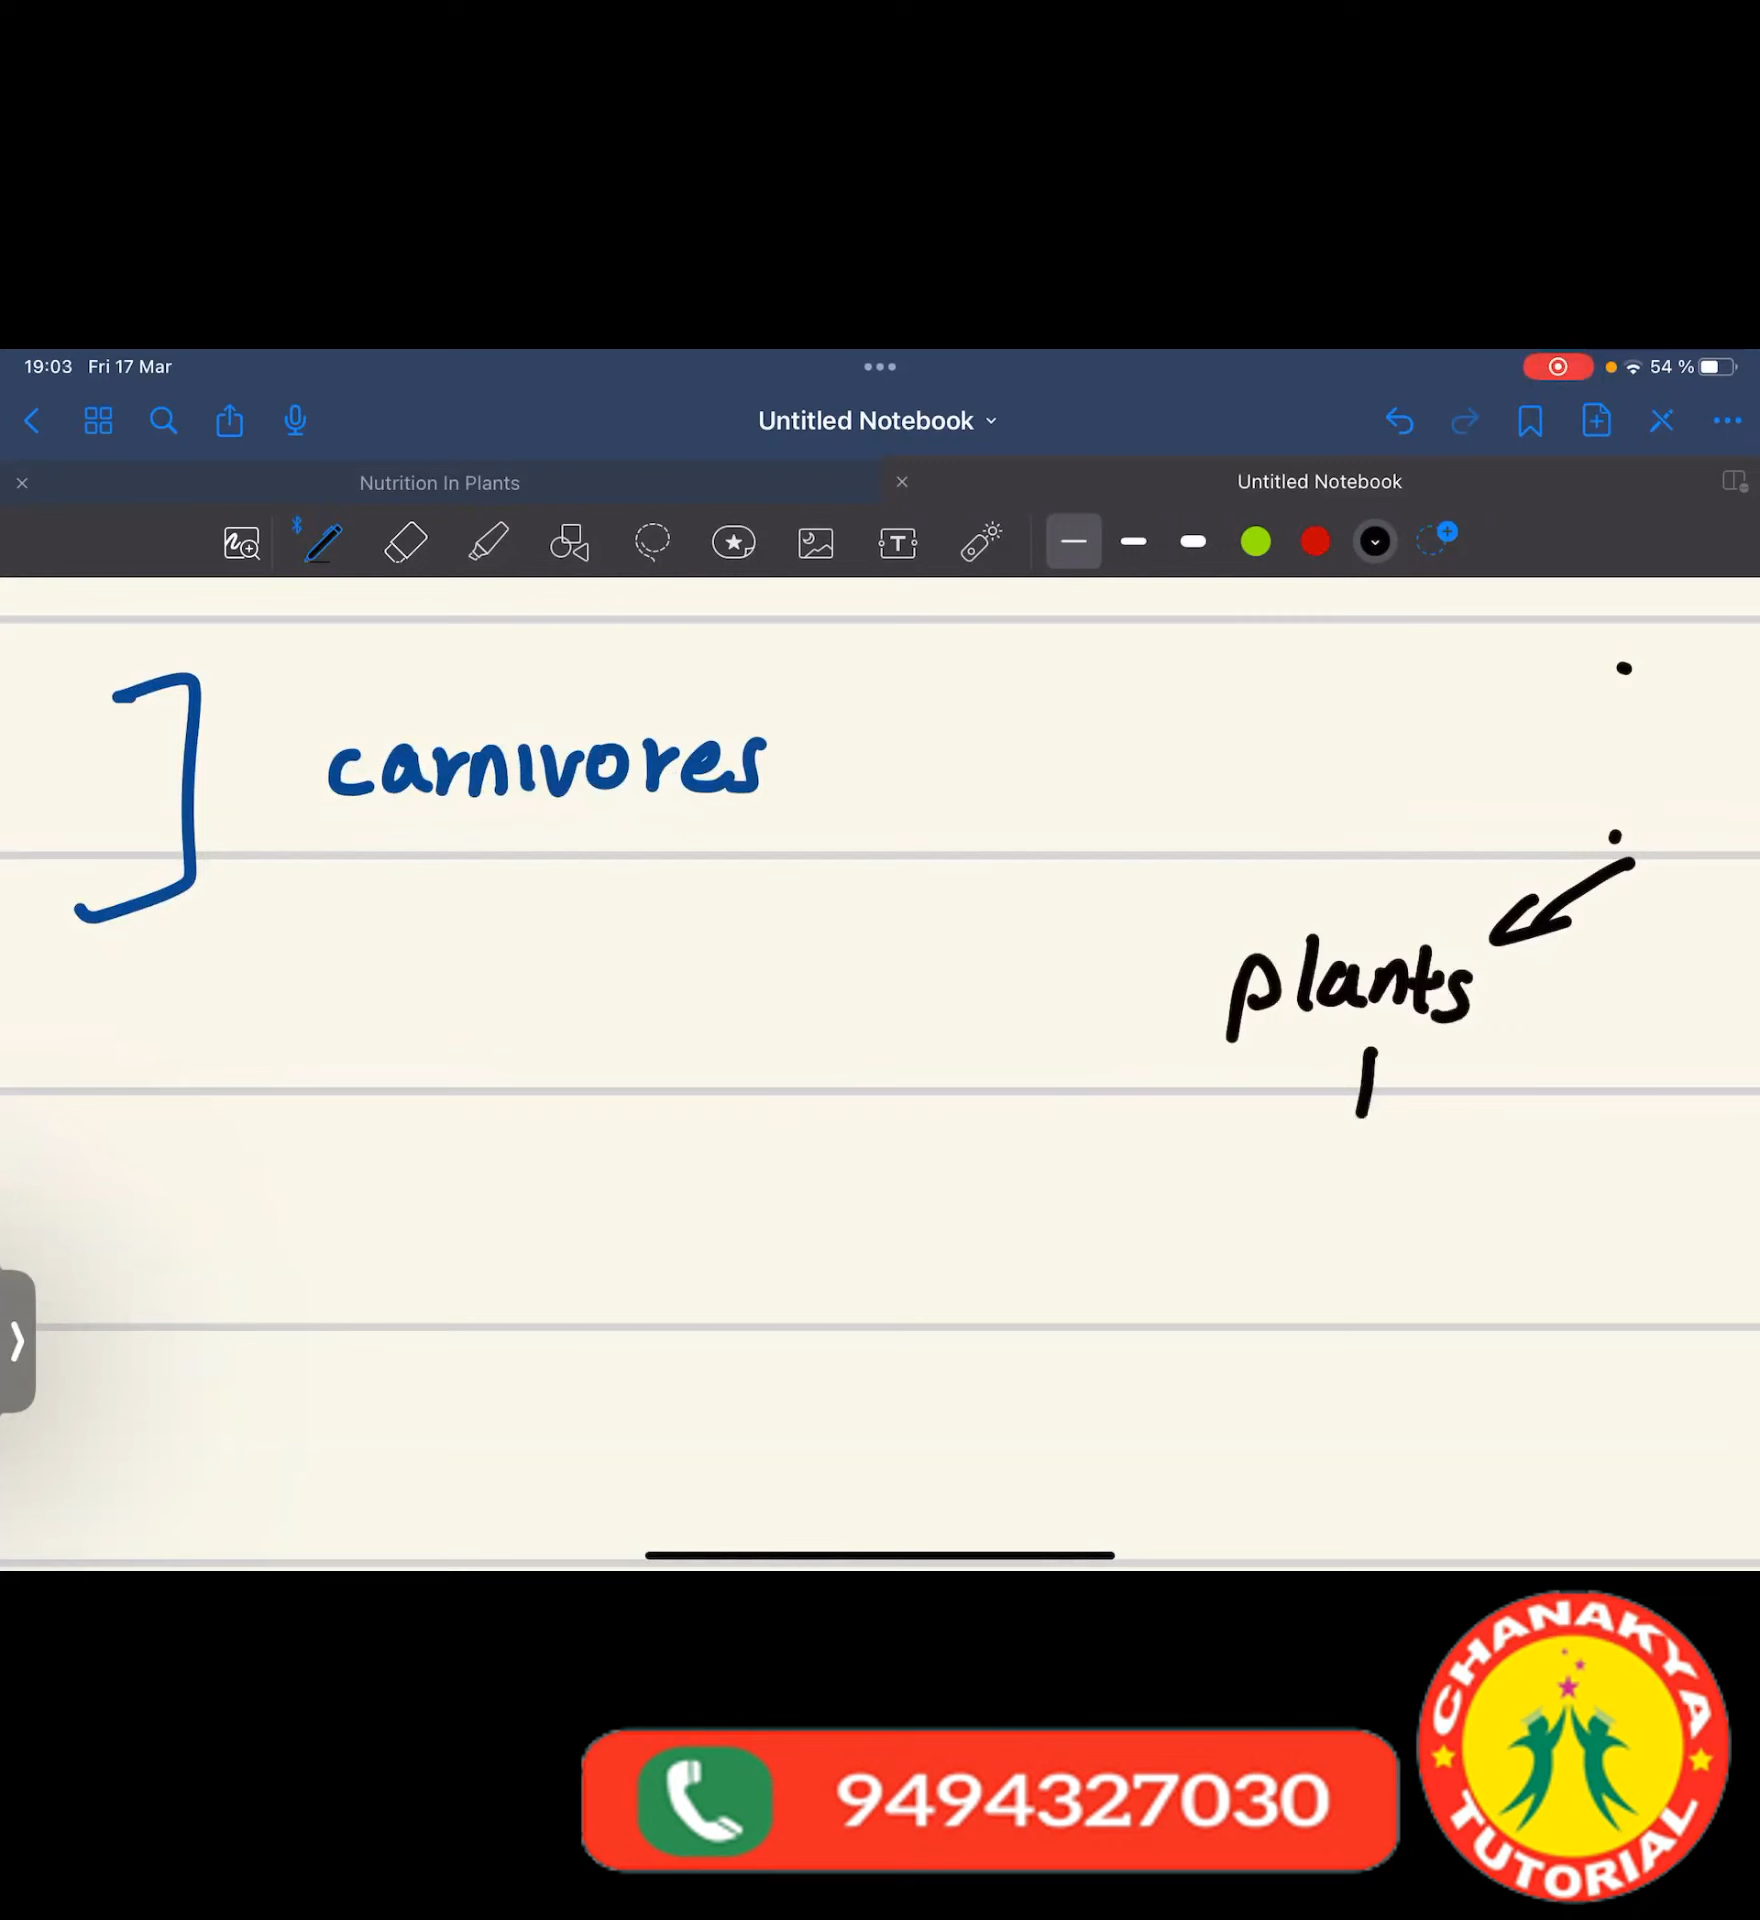 19:03 Fri 17 Mar
54 %
Untitled Notebook
Nutrition In Plants
Untitled Notebook
T
carnivores
plants
9494327030
CHANAKYA
TUTORIAL